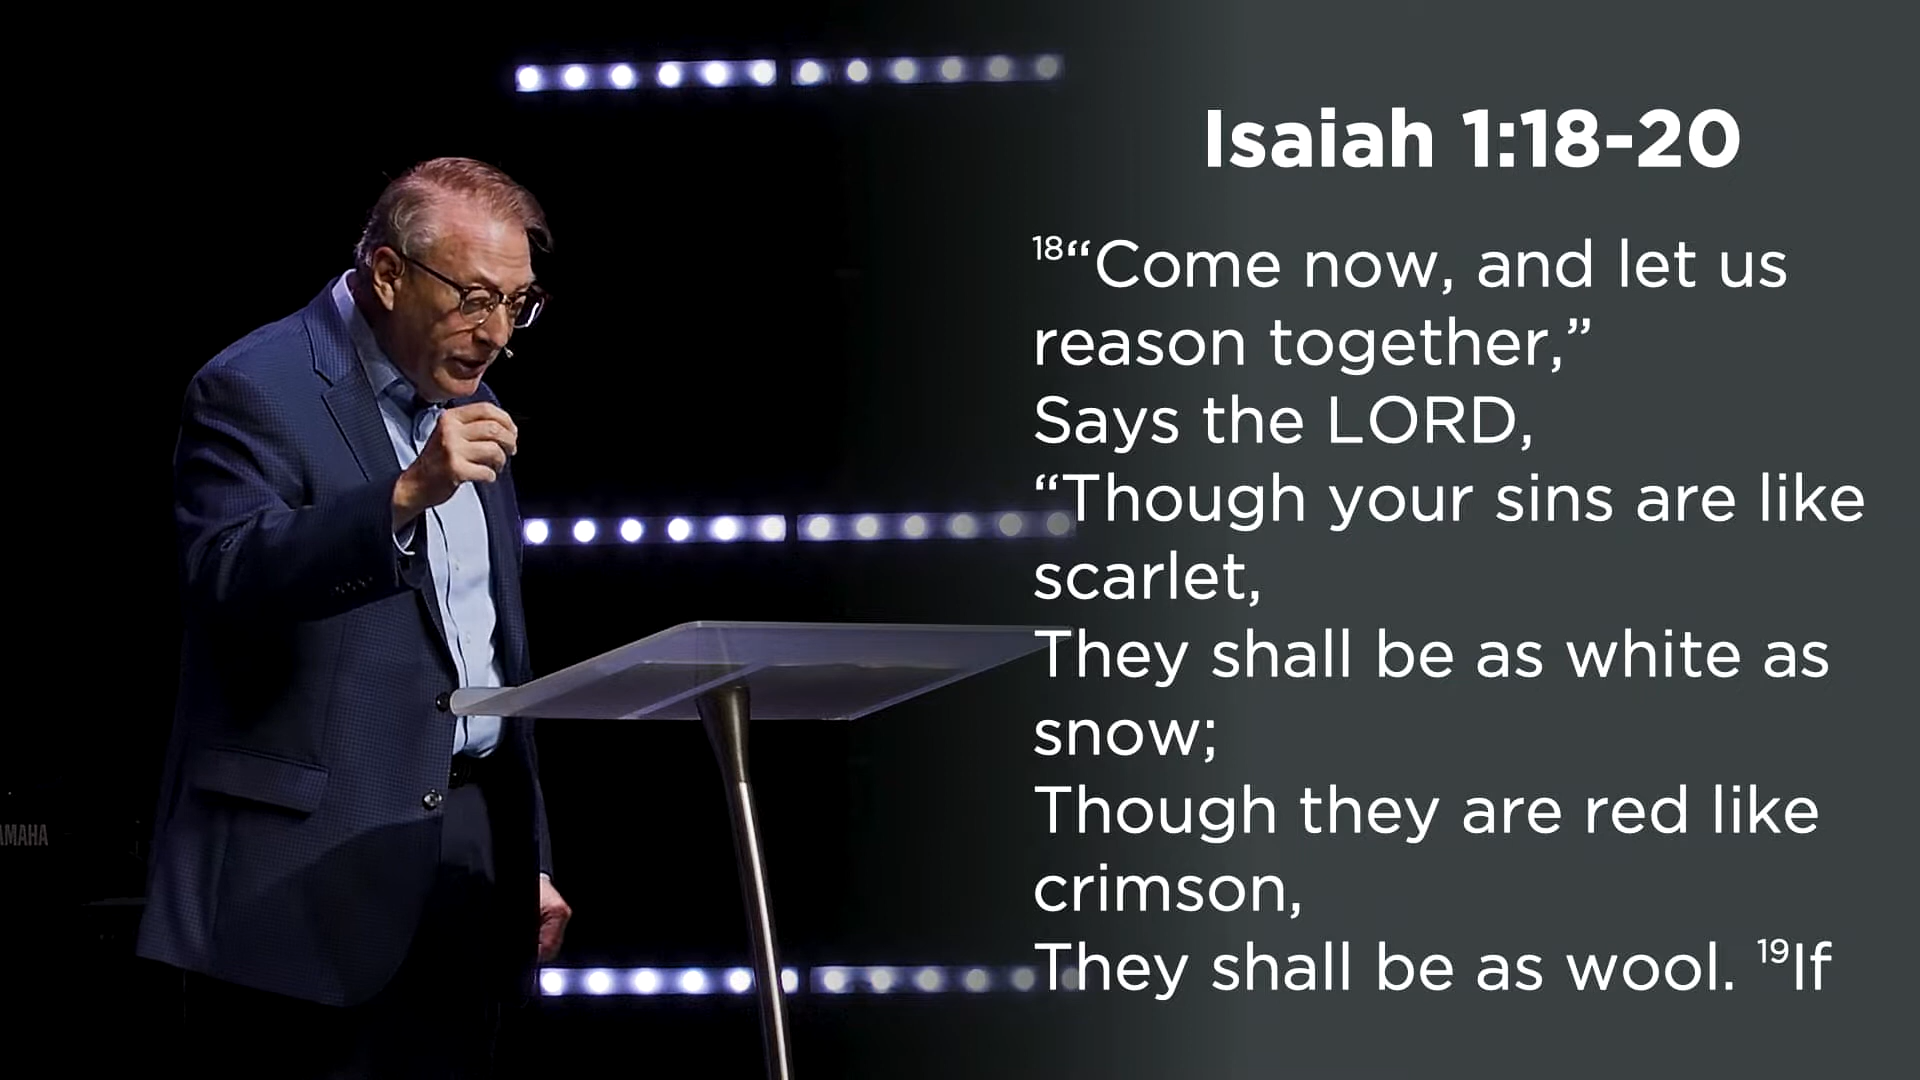 Isaiah 1:18-20
18“Come now, and let us
reason together,”
Says the LORD,
“Though your sins are like
scarlet,
They shall be as white as
snow;
Though they are red like
crimson,
They shall be as wool. 19If
AMAHA